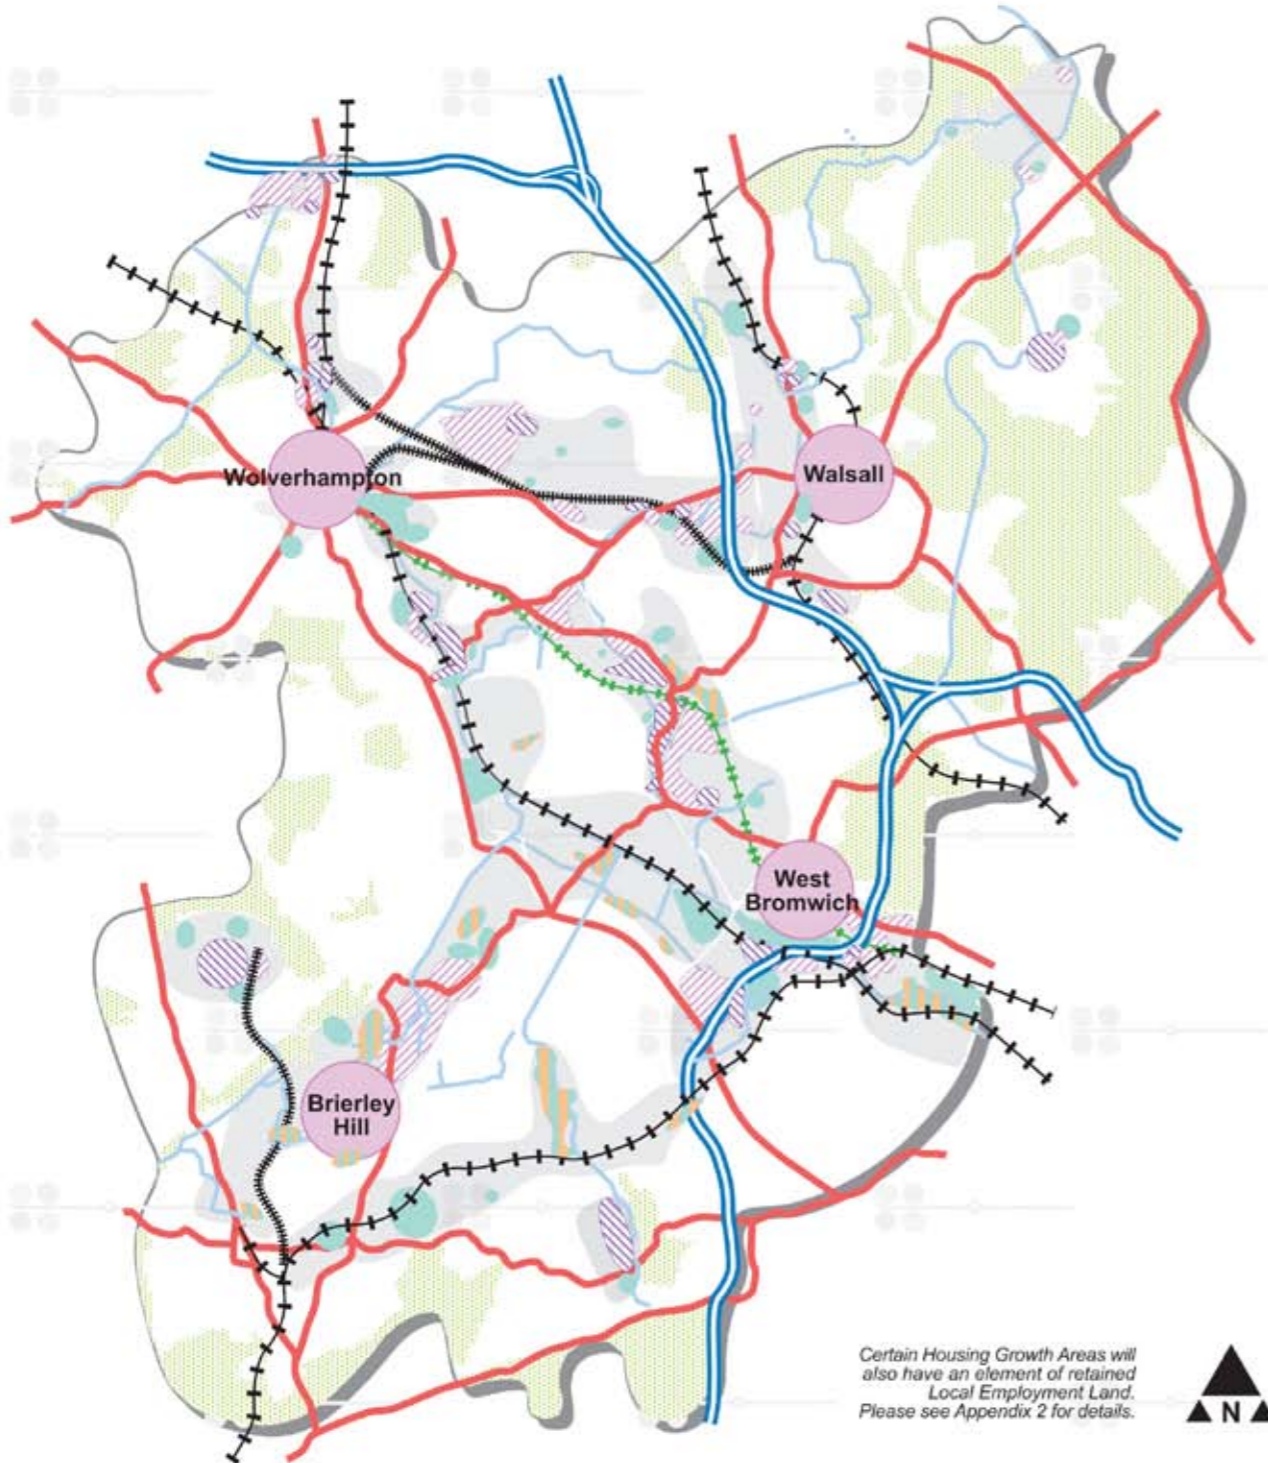 Wolverhampton
Walsall
West
Bromwich
Brierley
Hill
Certain Housing Growth Areas will
also have an element of retained
Local Employment Land.
Please see Appendix 2 for details.
N